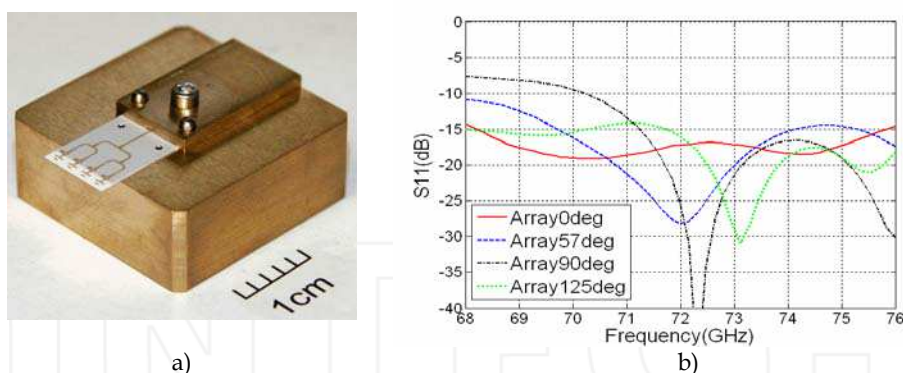 1cm
a)
0
-5
-10
-15
-20
-25
-30
-35
-40
S11(dB)
Array0deg
Array57deg
Array90deg
Array125deg
68 69 70 71 72 73 74 75 76
Frequency(GHz)
b)